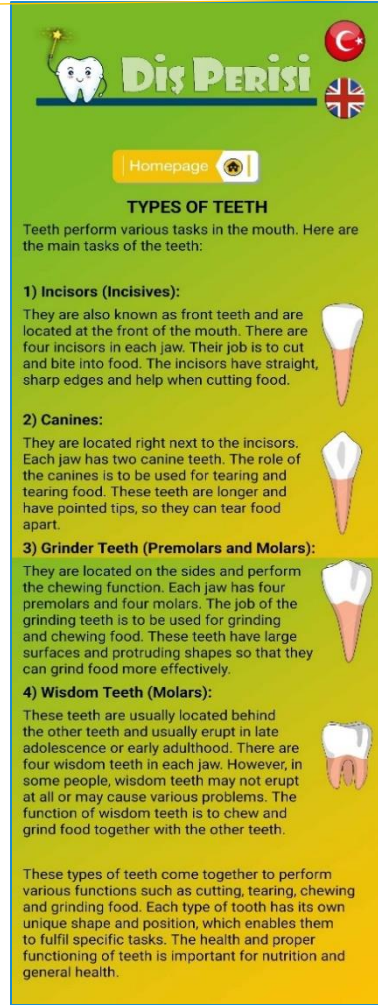 Diş Perisi
Homepage
TYPES OF TEETH
Teeth perform various tasks in the mouth. Here are
the main tasks of the teeth:
1) Incisors (Incisives):
They are also known as front teeth and are
located at the front of the mouth. There are
four incisors in each jaw. Their job is to cut
and bite into food. The incisors have straight,
sharp edges and help when cutting food.
2) Canines:
They are located right next to the incisors.
Each jaw has two canine teeth. The role of
the canines is to be used for tearing and
tearing food. These teeth are longer and
have pointed tips, so they can tear food
apart.
3) Grinder Teeth (Premolars and Molars):
They are located on the sides and perform
the chewing function. Each jaw has four
premolars and four molars. The job of the
grinding teeth is to be used for grinding
and chewing food. These teeth have large
surfaces and protruding shapes so that they
can grind food more effectively.
4) Wisdom Teeth (Molars):
These teeth are usually located behind
the other teeth and usually erupt in late
adolescence or early adulthood. There are
four wisdom teeth in each jaw. However, in
some people, wisdom teeth may not erupt
at all or may cause various problems. The
function of wisdom teeth is to chew and
grind food together with the other teeth.
These types of teeth come together to perform
various functions such as cutting, tearing, chewing
and grinding food. Each type of tooth has its own
unique shape and position, which enables them
to fulfil specific tasks. The health and proper
functioning of teeth is important for nutrition and
general health.